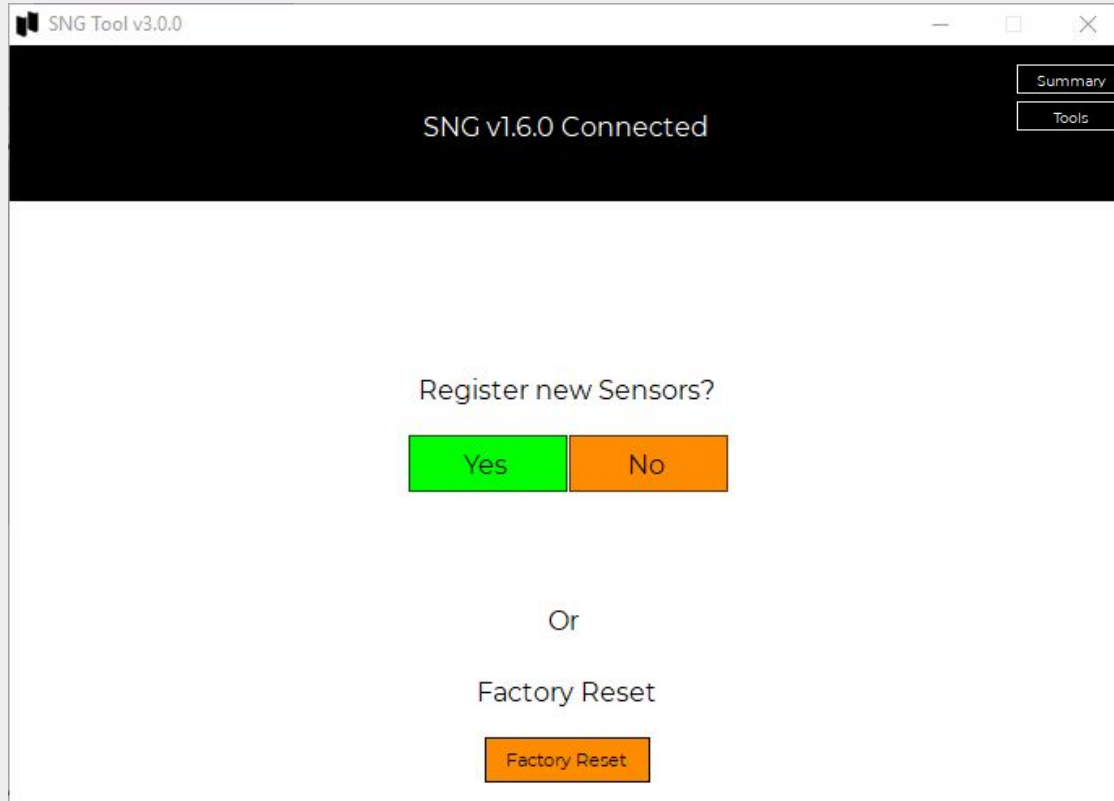 SNG Tool v3.0.0
Summary
Tools
SNG v1.6.0 Connected
Register new Sensors?
Yes No
Or
Factory Reset
Factory Reset